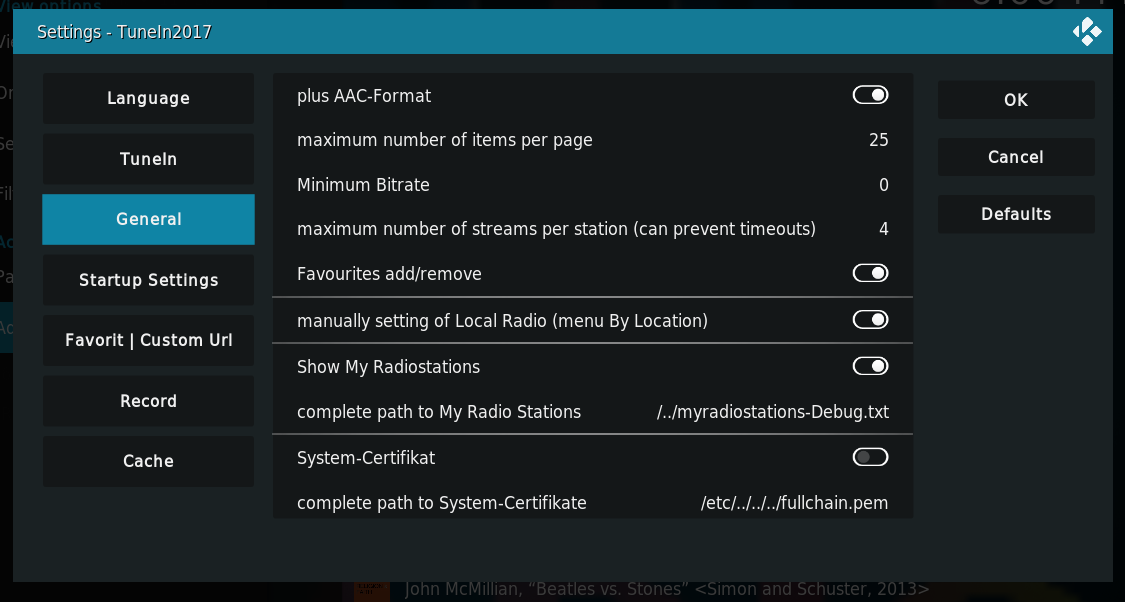 View options
Settings - TuneIn2017
Language
TuneIn
General
Startup Settings
Favorit | Custom Url
Record
Cache
plus AAC-Format
maximum number of items per page 25
Minimum Bitrate 0
maximum number of streams per station (can prevent timeouts) 4
Favourites add/remove
manually setting of Local Radio (menu By Location)
Show My Radiostations
complete path to My Radio Stations /../myradiostations-Debug.txt
System-Certifikat
complete path to System-Certifikate /etc/../../../fullchain.pem
OK
Cancel
Defaults
John McMillian, “Beatles vs. Stones” <Simon and Schuster, 2013>